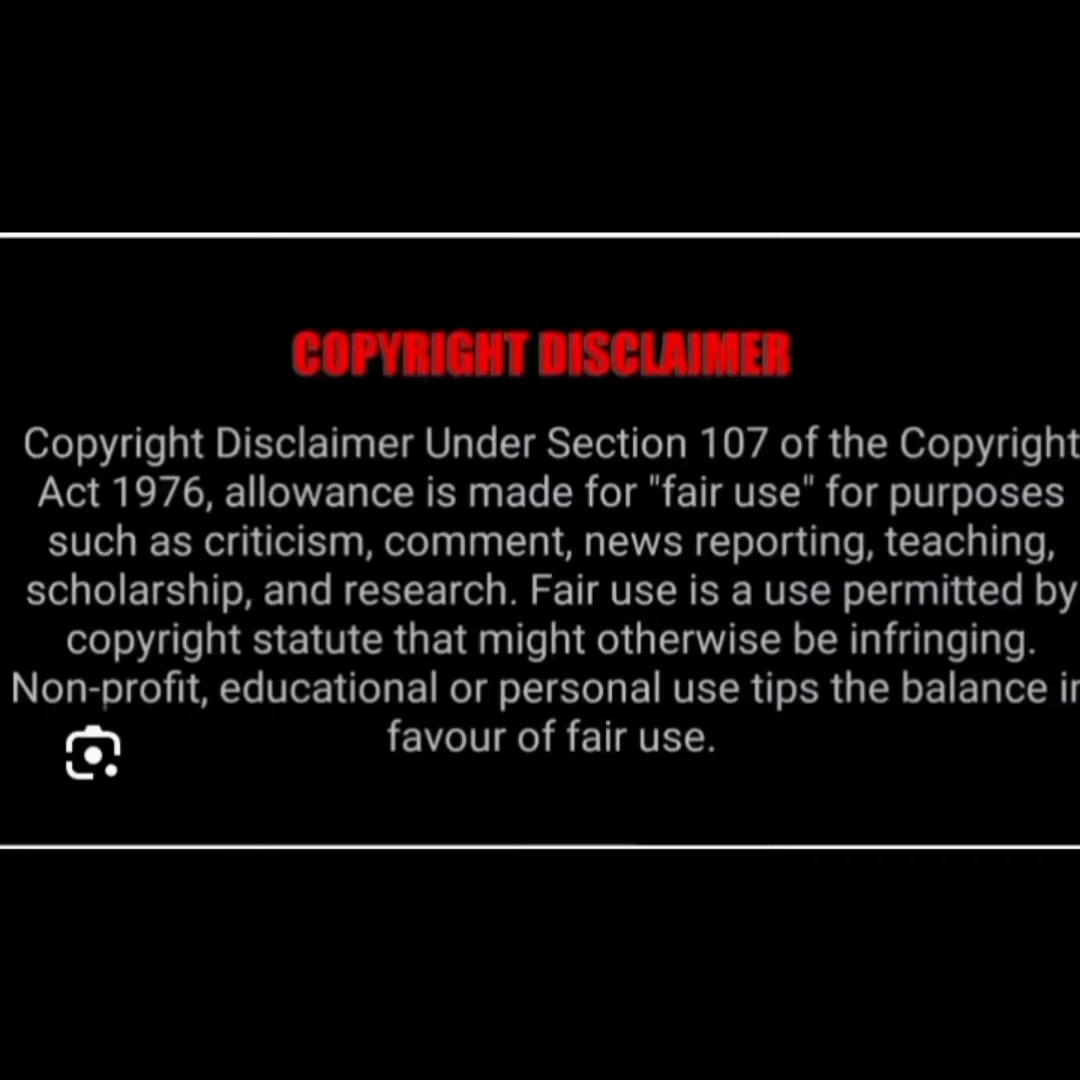 COPYRIGHT DISCLAIMER
Copyright Disclaimer Under Section 107 of the Copyright
Act 1976, allowance is made for "fair use" for purposes
such as criticism, comment, news reporting, teaching,
scholarship, and research. Fair use is a use permitted by
copyright statute that might otherwise be infringing.
Non-profit, educational or personal use tips the balance in
favour of fair use.